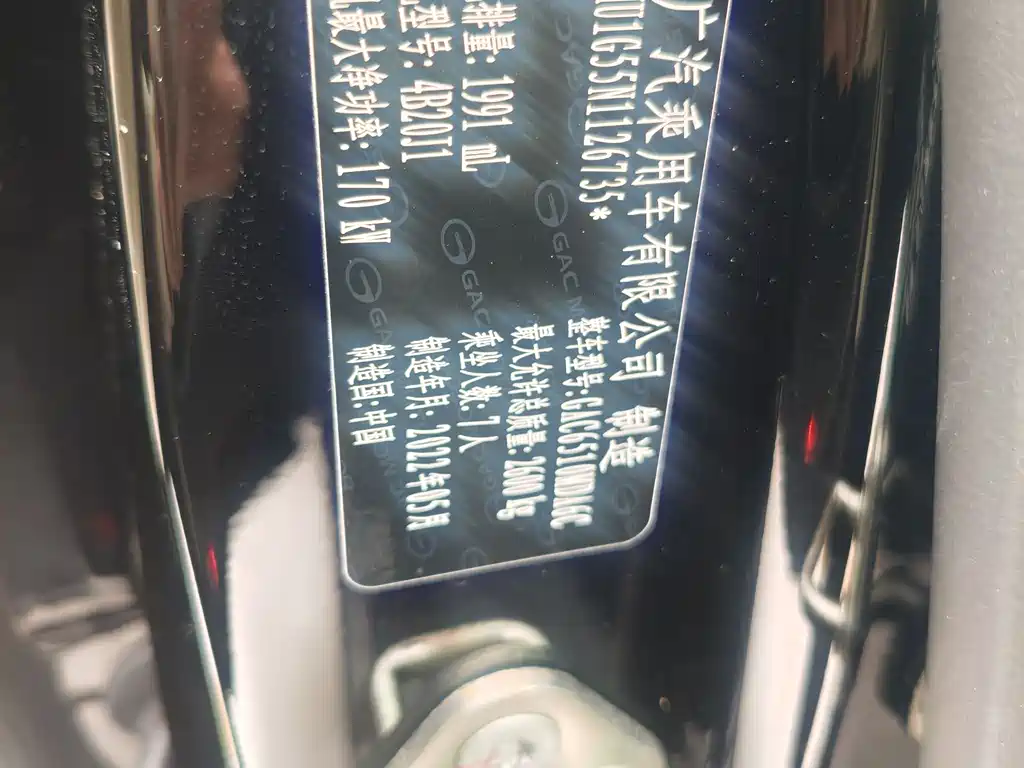 广汽乘用车有限公司 制造
U1G55N1126735*
整车型号:GAC6510MDA6C
最大允许总质量: 2600 kg
排量: 1991 ml 乘坐人数: 7人
型号: 4B20J1 制造年月: 2022年05月
最大净功率: 170 kW 制造国: 中国
GAC
GAC M
GAC